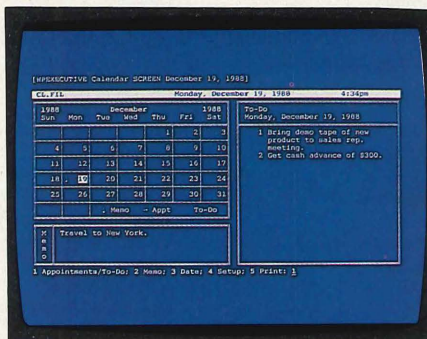 [WPEXECUTIVE Calendar SCREEN December 19, 1988]
CL.FIL Monday, December 19, 1988 4:34pm
1988 December 1988
Sun Mon Tue Wed Thu Fri Sat
1 2 3
4 5 6 7 8 9 10
11 12 13 14 15 16 17
18 . 19 20 21 22 23 24
25 26 27 28 29 30 31
. Memo - Appt To-Do
Memo Travel to New York.
To-Do
Monday, December 19, 1988
1 Bring demo tape of new
product to sales rep.
meeting.
2 Get cash advance of $300.
1 Appointments/To-Do; 2 Memo; 3 Date; 4 Setup; 5 Print: 1